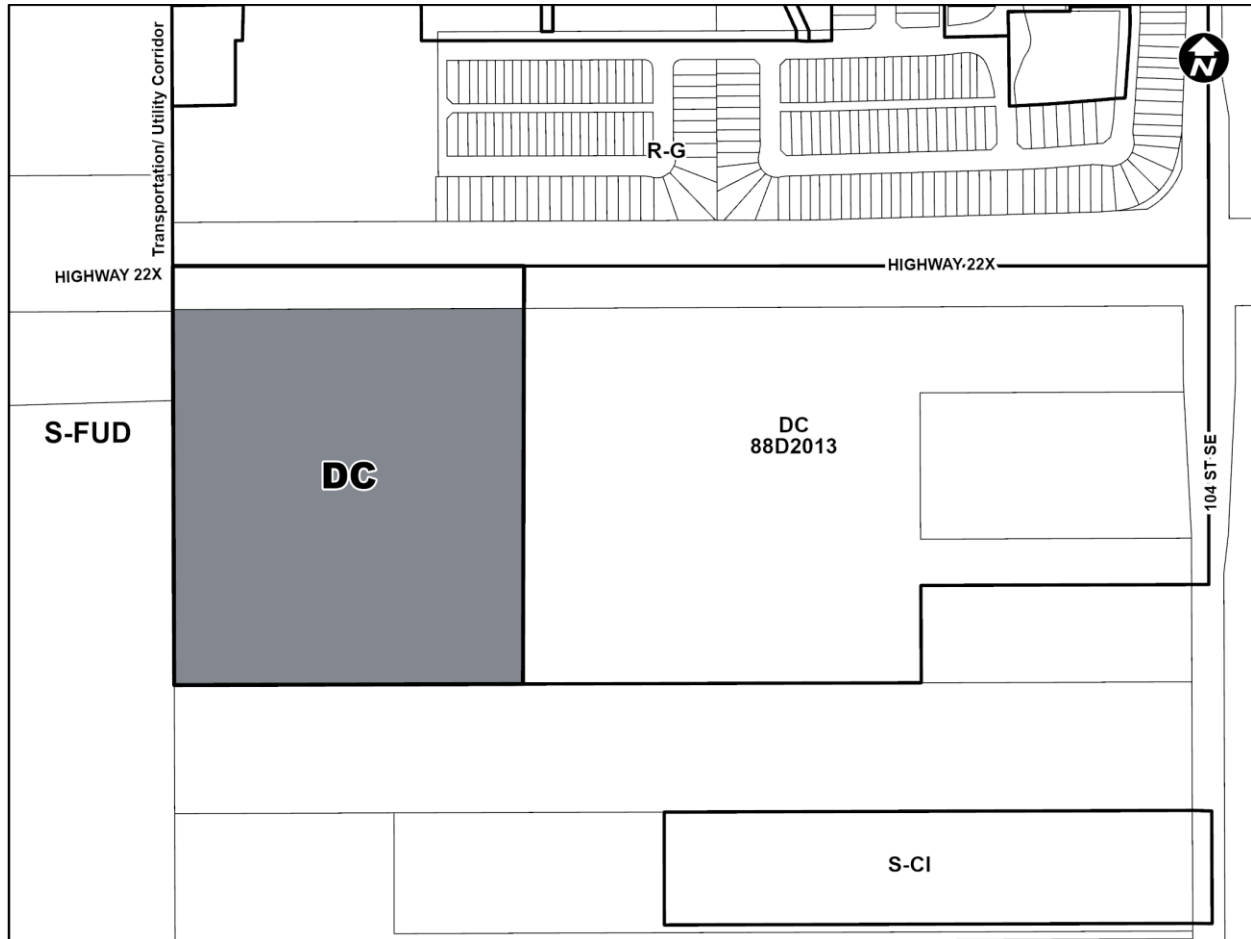 N
Transportation/ Utility Corridor
R-G
HIGHWAY 22X
HIGHWAY 22X
S-FUD
DC
DC
88D2013
104 ST SE
S-CI